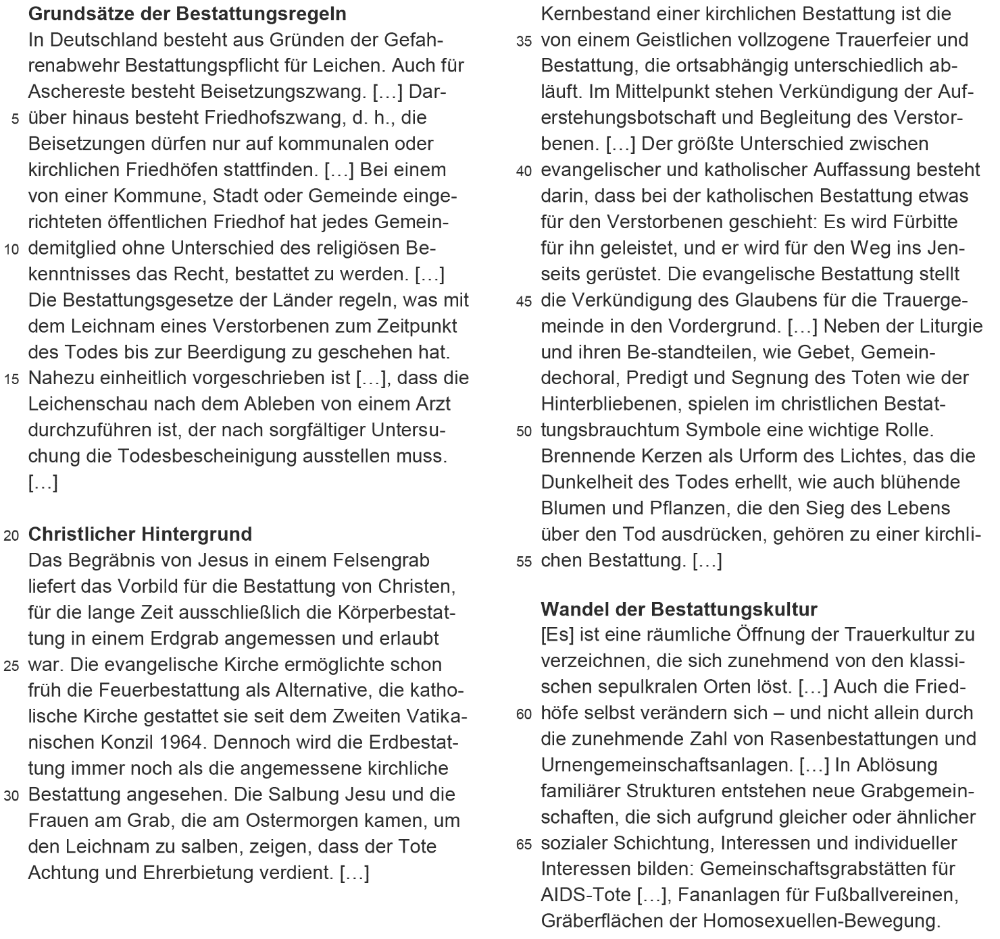 Grundsätze der Bestattungsregeln
In Deutschland besteht aus Gründen der Gefah-
renabwehr Bestattungspflicht für Leichen. Auch für
Aschereste besteht Beisetzungszwang. […] Dar-
5 über hinaus besteht Friedhofszwang, d. h., die
Beisetzungen dürfen nur auf kommunalen oder
kirchlichen Friedhöfen stattfinden. […] Bei einem
von einer Kommune, Stadt oder Gemeinde einge-
richteten öffentlichen Friedhof hat jedes Gemein-
10 demitglied ohne Unterschied des religiösen Be-
kenntnisses das Recht, bestattet zu werden. […]
Die Bestattungsgesetze der Länder regeln, was mit
dem Leichnam eines Verstorbenen zum Zeitpunkt
des Todes bis zur Beerdigung zu geschehen hat.
15 Nahezu einheitlich vorgeschrieben ist […], dass die
Leichenschau nach dem Ableben von einem Arzt
durchzuführen ist, der nach sorgfältiger Untersu-
chung die Todesbescheinigung ausstellen muss.
[…]
20 Christlicher Hintergrund
Das Begräbnis von Jesus in einem Felsengrab
liefert das Vorbild für die Bestattung von Christen,
für die lange Zeit ausschließlich die Körperbestat-
tung in einem Erdgrab angemessen und erlaubt
25 war. Die evangelische Kirche ermöglichte schon
früh die Feuerbestattung als Alternative, die katho-
lische Kirche gestattet sie seit dem Zweiten Vatika-
nischen Konzil 1964. Dennoch wird die Erdbestat-
tung immer noch als die angemessene kirchliche
30 Bestattung angesehen. Die Salbung Jesu und die
Frauen am Grab, die am Ostermorgen kamen, um
den Leichnam zu salben, zeigen, dass der Tote
Achtung und Ehrerbietung verdient. […]
Kernbestand einer kirchlichen Bestattung ist die
35 von einem Geistlichen vollzogene Trauerfeier und
Bestattung, die ortsabhängig unterschiedlich ab-
läuft. Im Mittelpunkt stehen Verkündigung der Auf-
erstehungsbotschaft und Begleitung des Verstor-
benen. […] Der größte Unterschied zwischen
40 evangelischer und katholischer Auffassung besteht
darin, dass bei der katholischen Bestattung etwas
für den Verstorbenen geschieht: Es wird Fürbitte
für ihn geleistet, und er wird für den Weg ins Jen-
seits gerüstet. Die evangelische Bestattung stellt
45 die Verkündigung des Glaubens für die Trauerge-
meinde in den Vordergrund. […] Neben der Liturgie
und ihren Be-standteilen, wie Gebet, Gemein-
dechoral, Predigt und Segnung des Toten wie der
Hinterbliebenen, spielen im christlichen Bestat-
50 tungsbrauchtum Symbole eine wichtige Rolle.
Brennende Kerzen als Urform des Lichtes, das die
Dunkelheit des Todes erhellt, wie auch blühende
Blumen und Pflanzen, die den Sieg des Lebens
über den Tod ausdrücken, gehören zu einer kirchli-
55 chen Bestattung. […]
Wandel der Bestattungskultur
[Es] ist eine räumliche Öffnung der Trauerkultur zu
verzeichnen, die sich zunehmend von den klassi-
schen sepulkralen Orten löst. […] Auch die Fried-
60 höfe selbst verändern sich – und nicht allein durch
die zunehmende Zahl von Rasenbestattungen und
Urnengemeinschaftsanlagen. […] In Ablösung
familiärer Strukturen entstehen neue Grabgemein-
schaften, die sich aufgrund gleicher oder ähnlicher
65 sozialer Schichtung, Interessen und individueller
Interessen bilden: Gemeinschaftsgrabstätten für
AIDS-Tote […], Fananlagen für Fußballvereinen,
Gräberflächen der Homosexuellen-Bewegung.